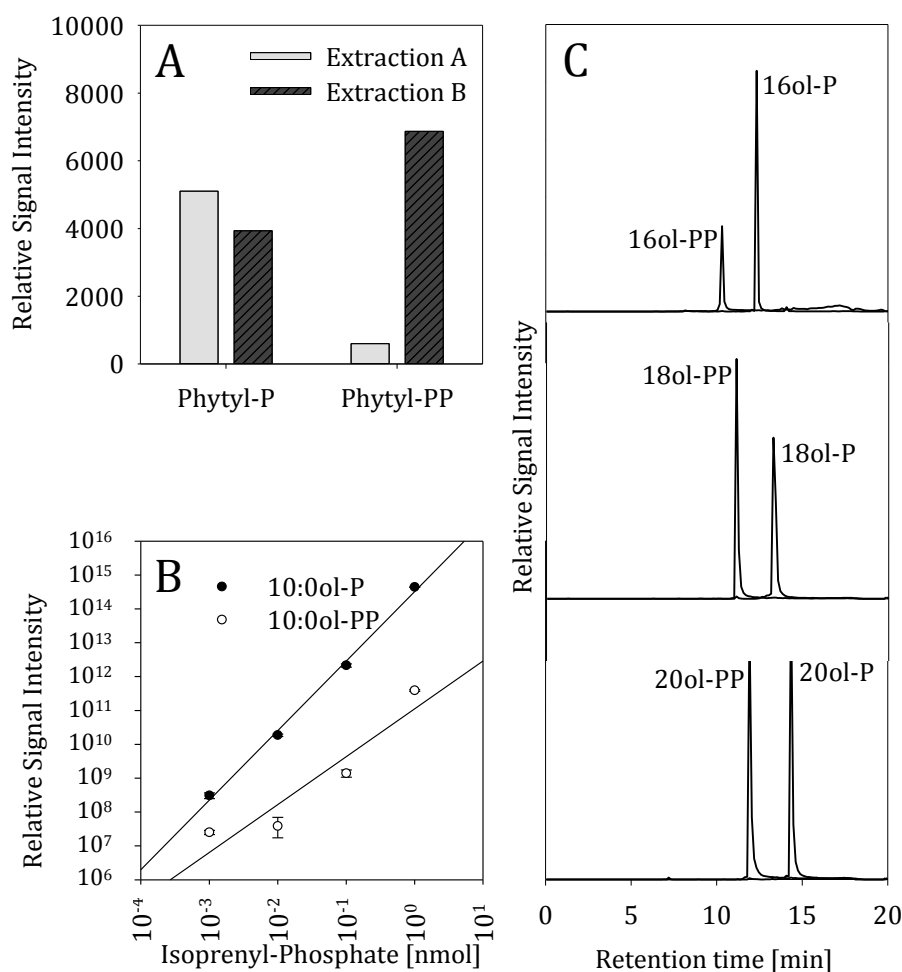 A
Extraction A
Extraction B
Relative Signal Intensity
10000
8000
6000
4000
2000
0
Phytyl-P
Phytyl-PP
B
10:0ol-P
10:0ol-PP
Relative Signal Intensity
10¹⁶
10¹⁵
10¹⁴
10¹³
10¹²
10¹¹
10¹⁰
10⁹
10⁸
10⁷
10⁶
10⁻⁴
10⁻³
10⁻²
10⁻¹
10⁰
10¹
Isoprenyl-Phosphate [nmol]
C
16ol-P
16ol-PP
18ol-PP
18ol-P
20ol-PP
20ol-P
Relative Signal Intensity
0
5
10
15
20
Retention time [min]